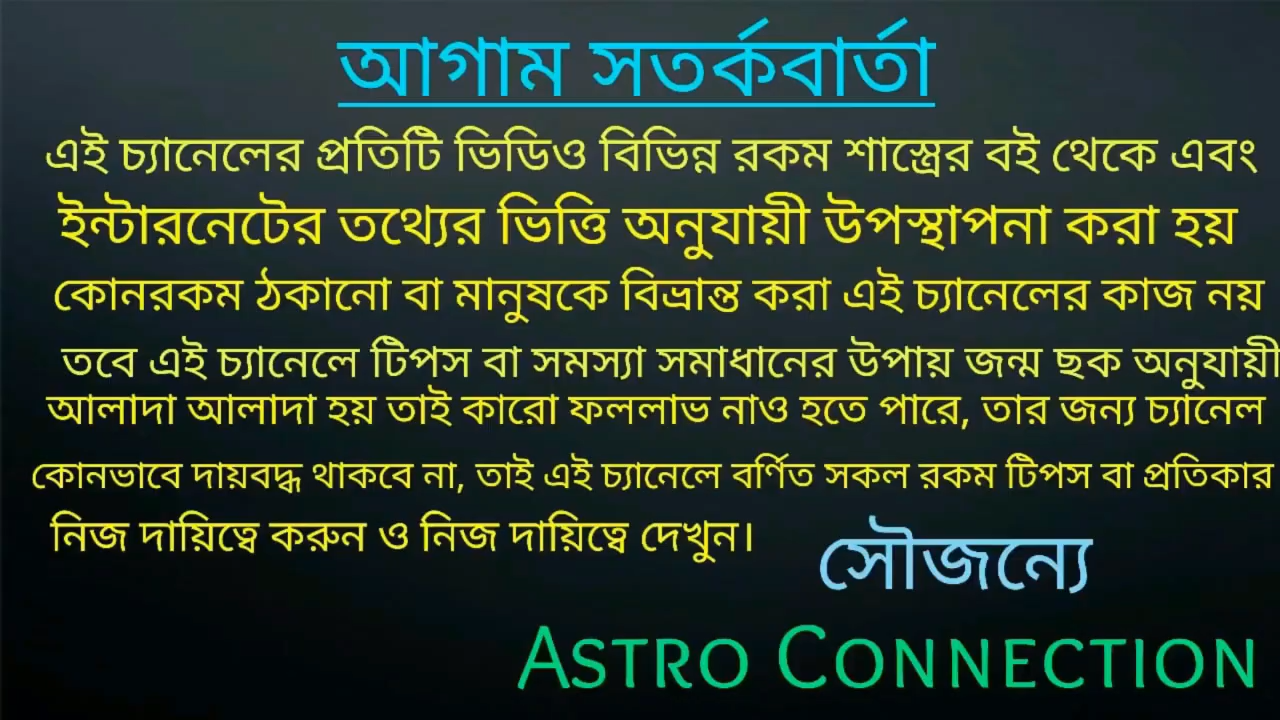 আগাম সতর্কবার্তা
এই চ্যানেলের প্রতিটি ভিডিও বিভিন্ন রকম শাস্ত্রের বই থেকে এবং
ইন্টারনেটের তথ্যের ভিত্তি অনুযায়ী উপস্থাপনা করা হয়
কোনরকম ঠকানো বা মানুষকে বিভ্রান্ত করা এই চ্যানেলের কাজ নয়
তবে এই চ্যানেলে টিপস বা সমস্যা সমাধানের উপায় জন্ম ছক অনুযায়ী
আলাদা আলাদা হয় তাই কারো ফললাভ নাও হতে পারে, তার জন্য চ্যানেল
কোনভাবে দায়বদ্ধ থাকবে না, তাই এই চ্যানেলে বর্ণিত সকল রকম টিপস বা প্রতিকার
নিজ দায়িত্বে করুন ও নিজ দায়িত্বে দেখুন।
সৌজন্যে
ASTRO CONNECTION